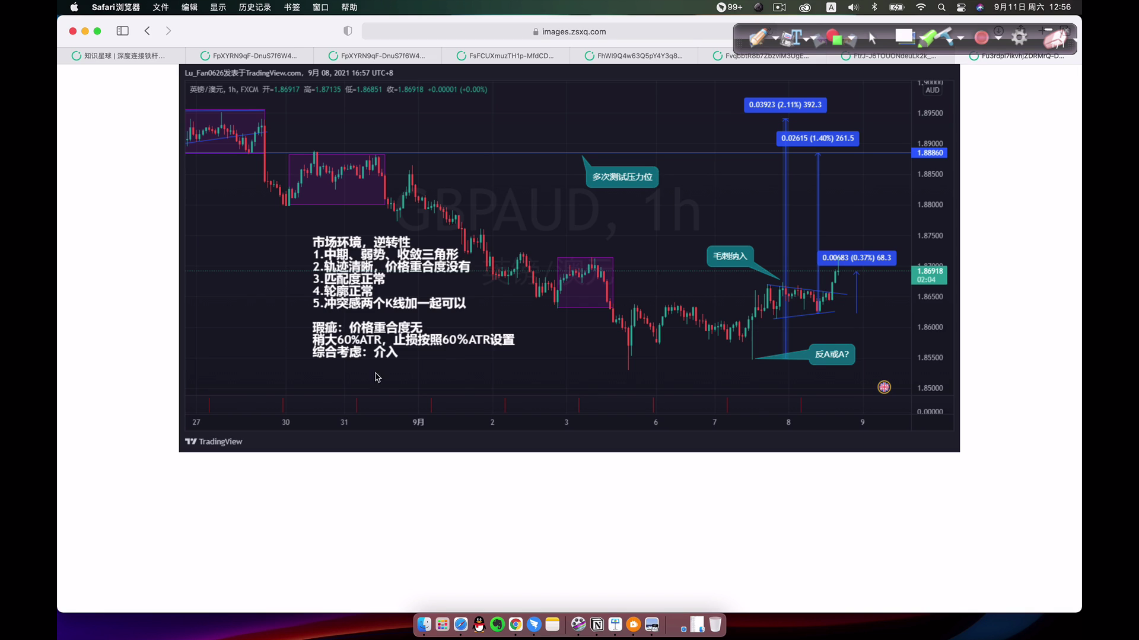 Safari浏览器 文件 编辑 显示 历史记录 书签 窗口 帮助
99+ A 9月11日 周六 12:56
images.zsxq.com
知识星球 | 深度连接铁杆... FpXYRN9qF-DnuS7f6W4... FpXYRN9qF-DnuS7f6W4... FsFCUXmuzTH1p-MfdCD... FhWI9Q4w63Q5pY4Y3g8...
Lu_Fan0626发表于TradingView.com，9月 08, 2021 16:57 UTC+8
英镑/澳元，1h, FXCM 开=1.86917 高=1.87135 低=1.86851 收=1.86918 +0.00001 (+0.00%)
AUD
0.03923 (2.11%) 392.3
1.89500
0.02615 (1.40%) 261.5
1.89000
1.88860
多次测试压力位
1.88500
GBPAUD, 1h
1.88000
1.87500
市场环境，逆转性
1.中期、弱势、收敛三角形
2.轨迹清晰，价格重合度没有
3.匹配度正常
4.轮廓正常
5.冲突感两个K线加一起可以
毛刺纳入
0.00683 (0.37%) 68.3
1.86918
02:04
1.86500
1.86000
瑕疵：价格重合度无
稍大60%ATR，止损按照60%ATR设置
综合考虑：介入
反A或A?
1.85500
1.85000
0.00000
27 30 31 9月 2 3 6 7 8 9
TradingView